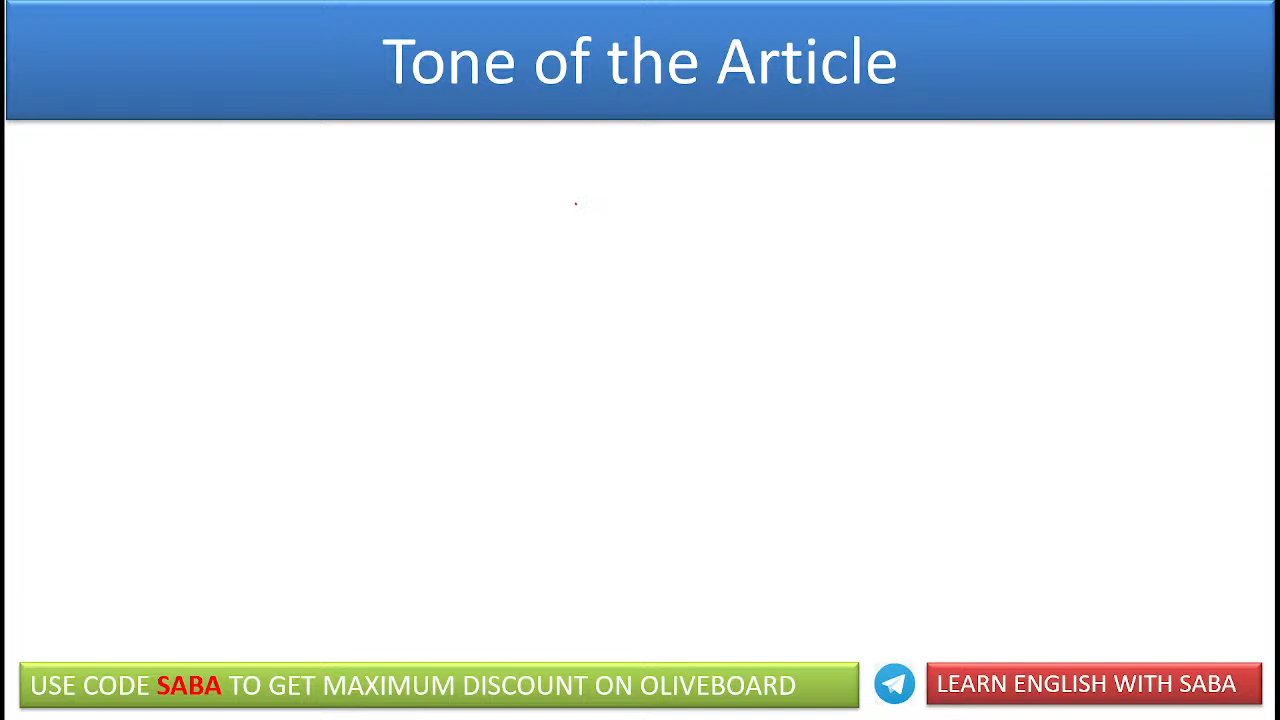 Tone of the Article
USE CODE SABA TO GET MAXIMUM DISCOUNT ON OLIVEBOARD
LEARN ENGLISH WITH SABA